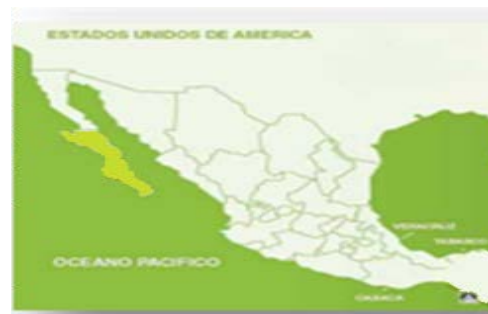 ESTADOS UNIDOS DE AMERICA
VERACRUZ
TABASCO
OCEANO PACIFICO
OAXACA